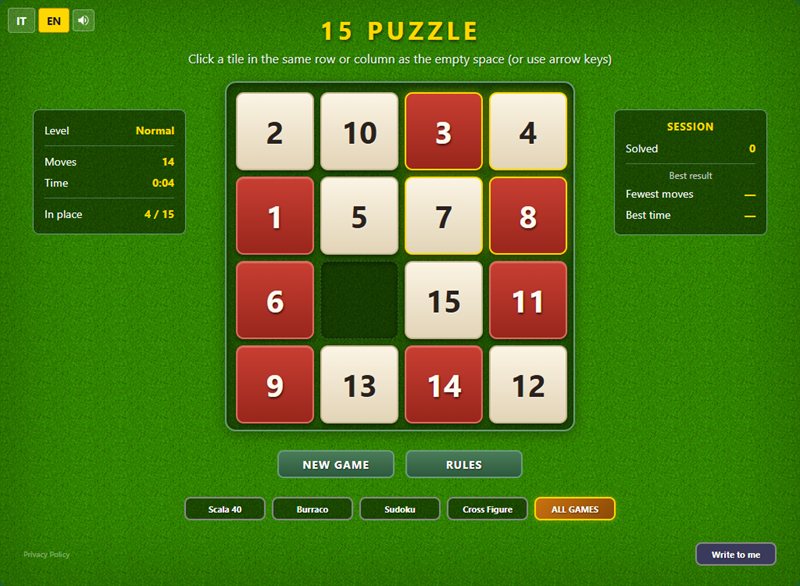 IT EN
15 PUZZLE
Click a tile in the same row or column as the empty space (or use arrow keys)
Level Normal
Moves 14
Time 0:04
In place 4 / 15
2 10 3 4
1 5 7 8
6 15 11
9 13 14 12
SESSION
Solved 0
Best result
Fewest moves —
Best time —
NEW GAME RULES
Scala 40 Burraco Sudoku Cross Figure ALL GAMES
Privacy Policy Write to me